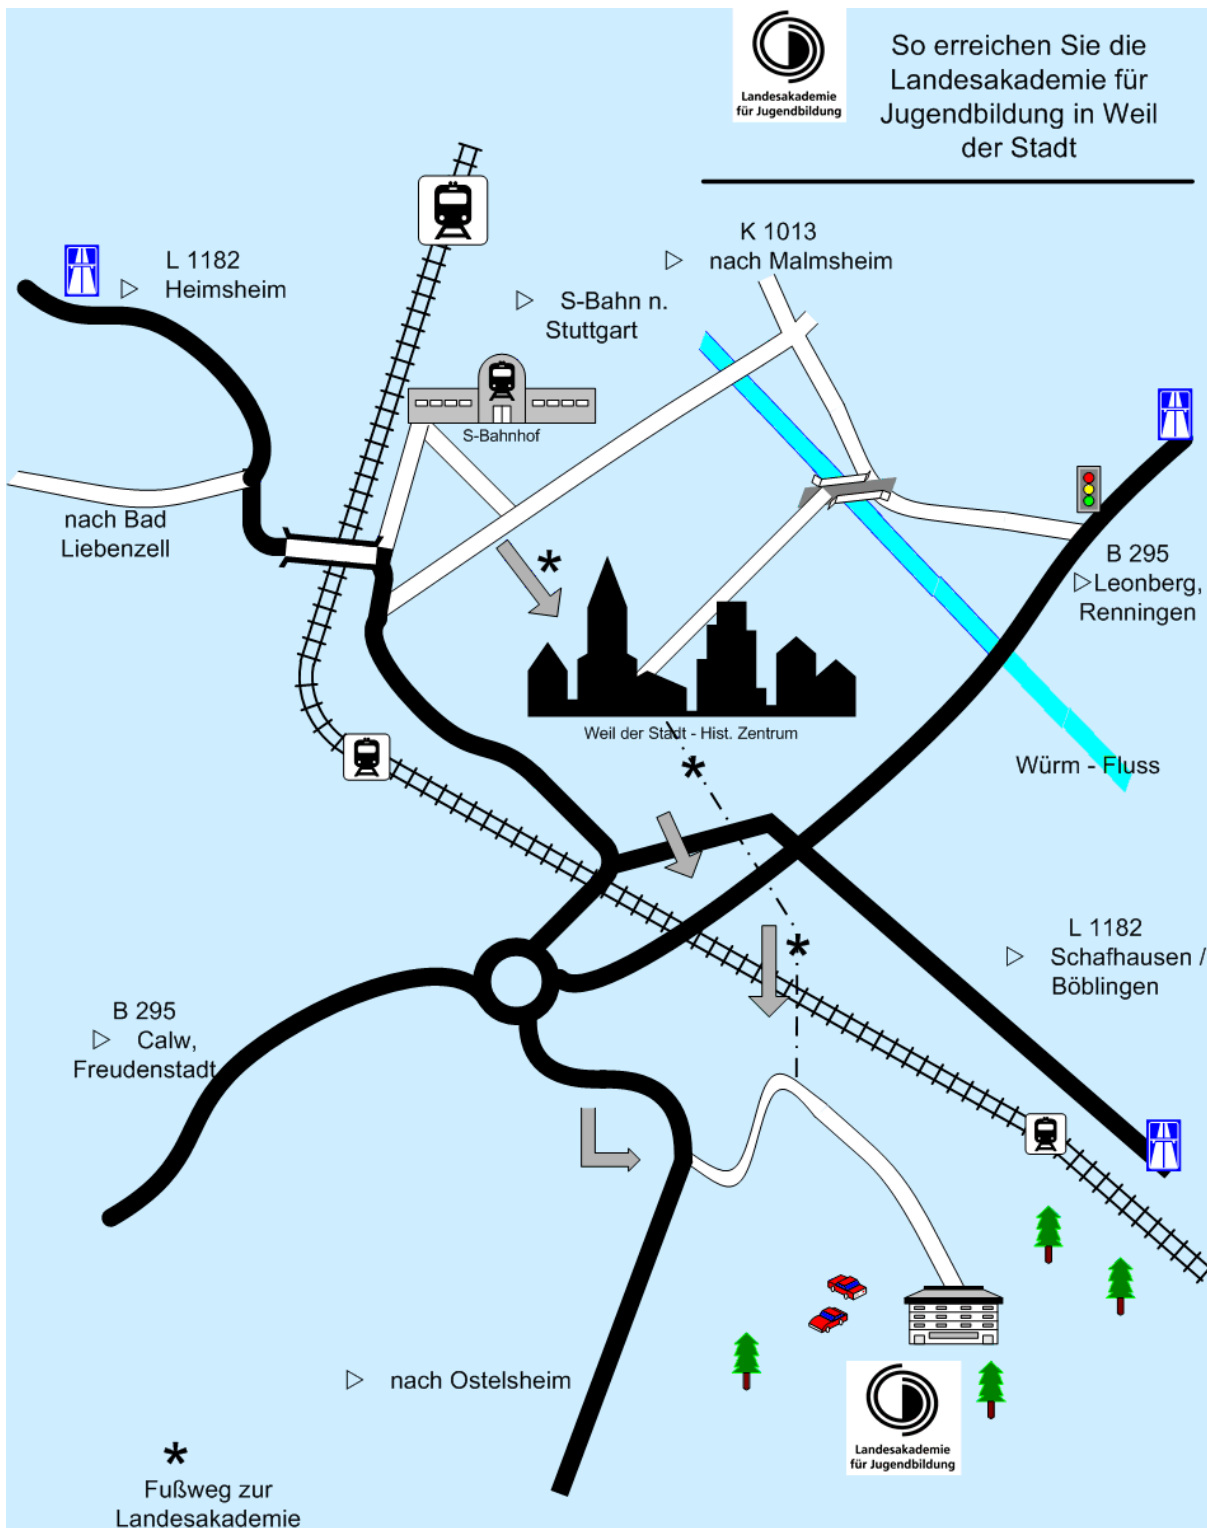 Landesakademie
für Jugendbildung
So erreichen Sie die
Landesakademie für
Jugendbildung in Weil
der Stadt
L 1182
Heimsheim
K 1013
nach Malmsheim
S-Bahn n.
Stuttgart
S-Bahnhof
nach Bad
Liebenzell
B 295
Leonberg,
Renningen
Weil der Stadt - Hist. Zentrum
Würm - Fluss
L 1182
Schafhausen /
Böblingen
B 295
Calw,
Freudenstadt
nach Ostelsheim
Landesakademie
für Jugendbildung
*
Fußweg zur
Landesakademie